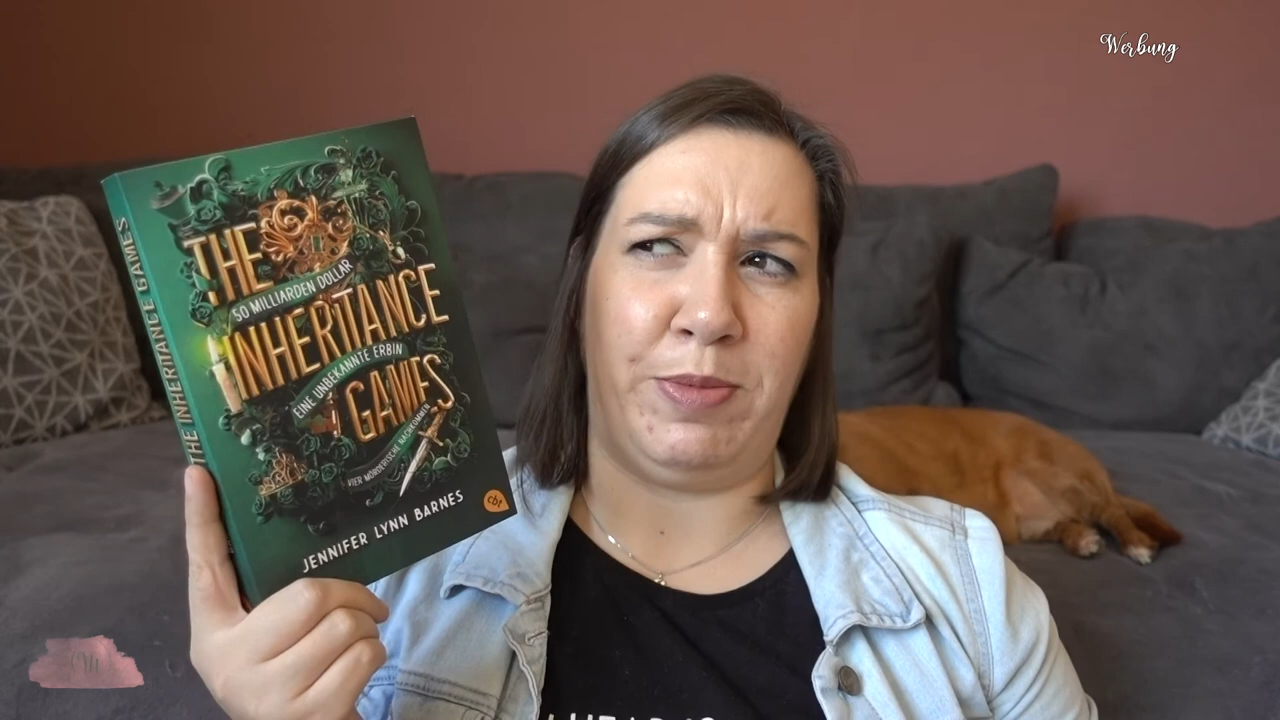 Werbung
THE INHERITANCE GAMES
THE
50 MILLIARDEN DOLLAR
INHERITANCE
EINE UNBEKANNTE ERBIN
GAMES
VIER MÖRDERISCHE NACHKOMMEN
JENNIFER LYNN BARNES
cbt
M